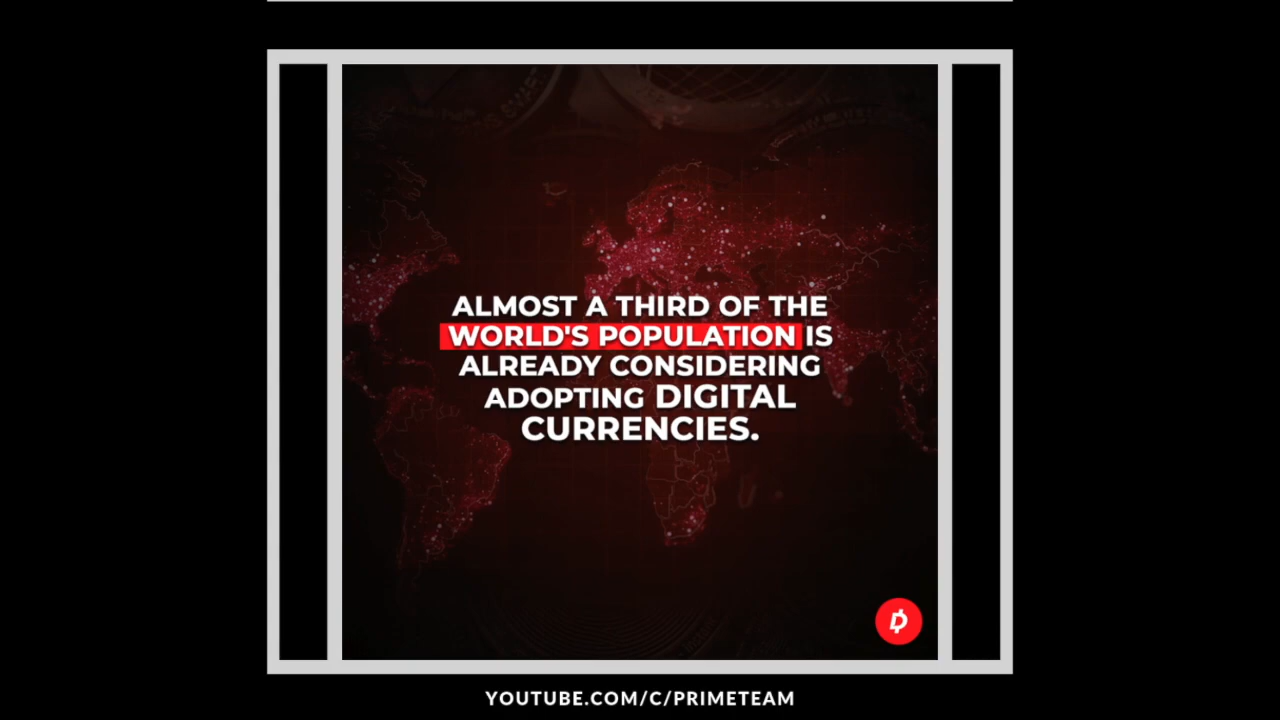 ALMOST A THIRD OF THE
WORLD'S POPULATION IS
ALREADY CONSIDERING
ADOPTING DIGITAL
CURRENCIES.
YOUTUBE.COM/C/PRIMETEAM